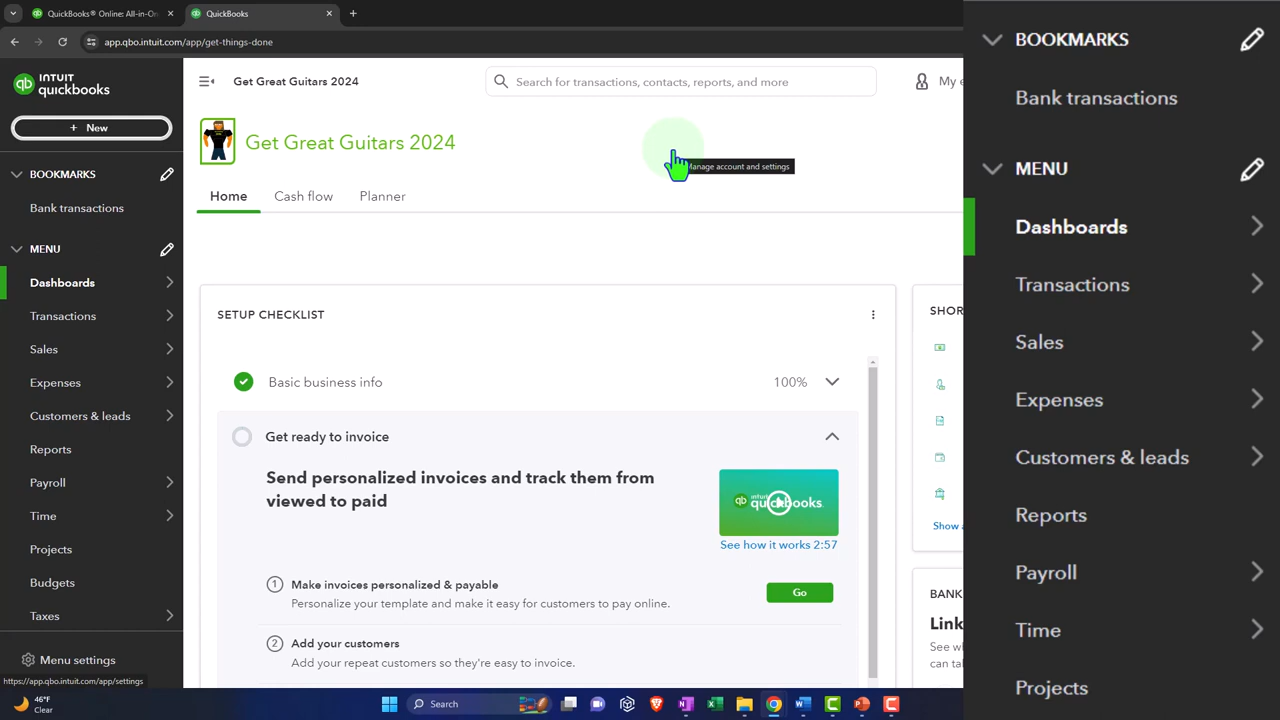 QuickBooks® Online: All-in-On
QuickBooks
app.qbo.intuit.com/app/get-things-done
INTUIT
quickbooks
+ New
BOOKMARKS
Bank transactions
MENU
Dashboards
Transactions
Sales
Expenses
Customers & leads
Reports
Payroll
Time
Projects
Budgets
Taxes
Menu settings
https://app.qbo.intuit.com/app/settings
Get Great Guitars 2024
Search for transactions, contacts, reports, and more
My e
Get Great Guitars 2024
Manage account and settings
Home
Cash flow
Planner
SETUP CHECKLIST
Basic business info
100%
Get ready to invoice
Send personalized invoices and track them from
viewed to paid
INTUIT
quickbooks.
See how it works 2:57
1
Make invoices personalized & payable
Personalize your template and make it easy for customers to pay online.
Go
2
Add your customers
Add your repeat customers so they're easy to invoice.
SHOR
Show a
BANK
Link
See w
can tal
BOOKMARKS
Bank transactions
MENU
Dashboards
Transactions
Sales
Expenses
Customers & leads
Reports
Payroll
Time
Projects
46°F
Clear
Search